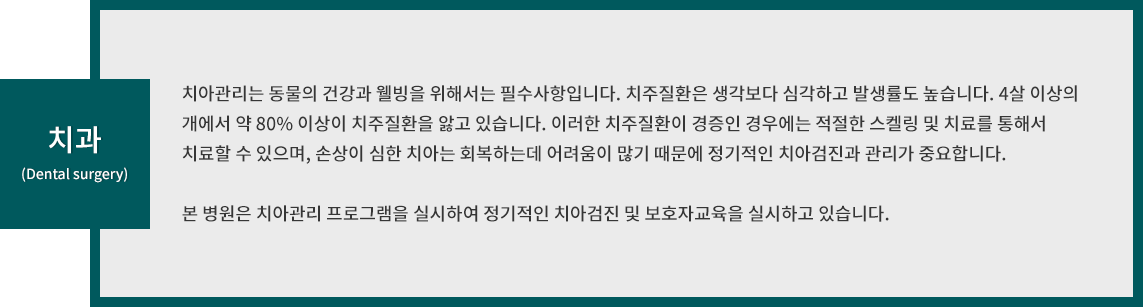 치과
(Dental surgery)
치아관리는 동물의 건강과 웰빙을 위해서는 필수사항입니다. 치주질환은 생각보다 심각하고 발생률도 높습니다. 4살 이상의
개에서 약 80% 이상이 치주질환을 앓고 있습니다. 이러한 치주질환이 경증인 경우에는 적절한 스켈링 및 치료를 통해서
치료할 수 있으며, 손상이 심한 치아는 회복하는데 어려움이 많기 때문에 정기적인 치아검진과 관리가 중요합니다.
본 병원은 치아관리 프로그램을 실시하여 정기적인 치아검진 및 보호자교육을 실시하고 있습니다.